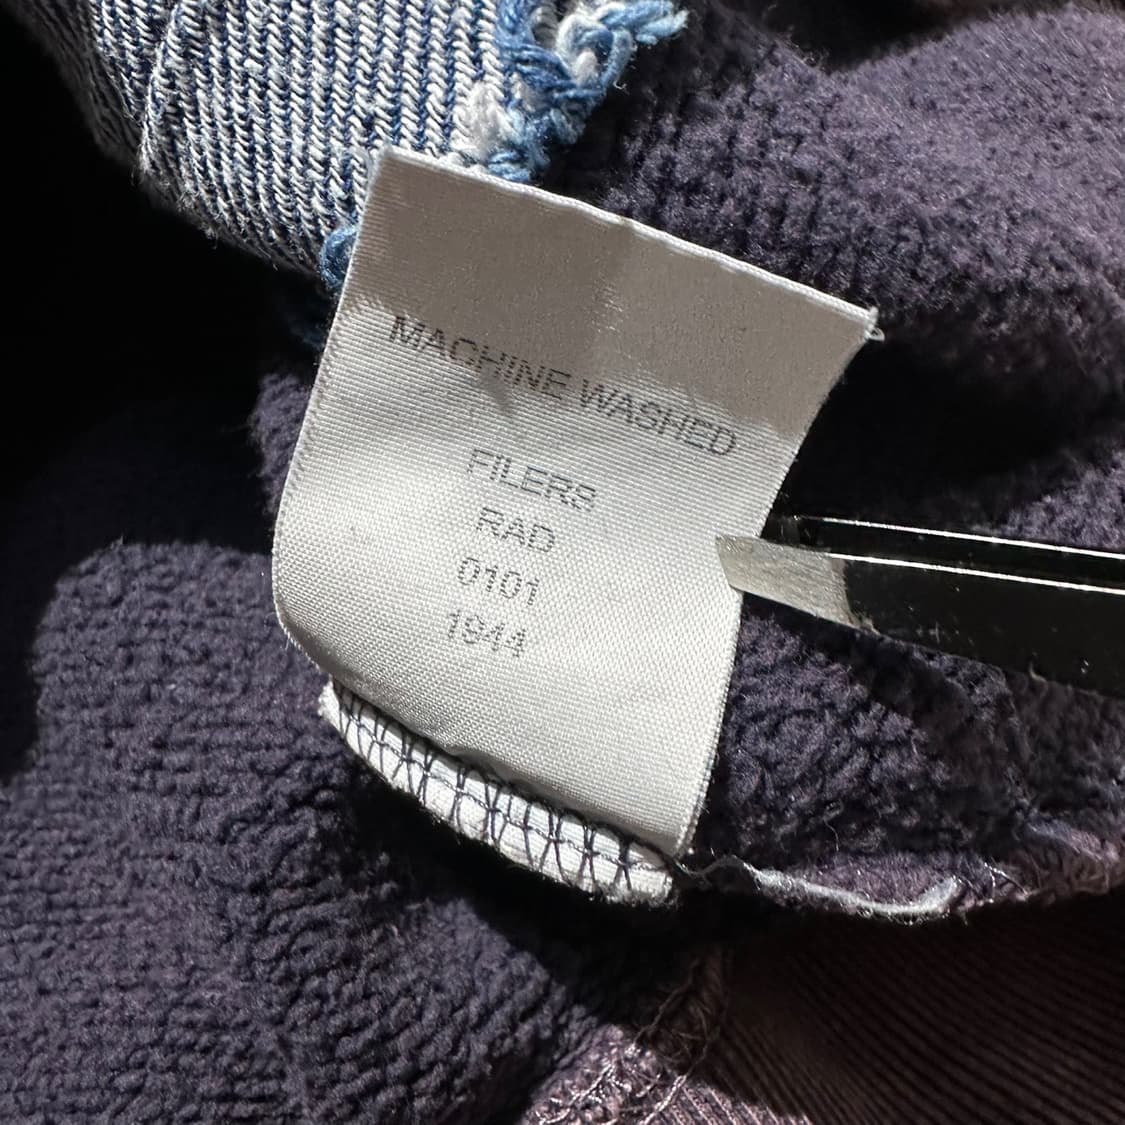 MACHINE WASHED
FILERS
RAD
0101
1944